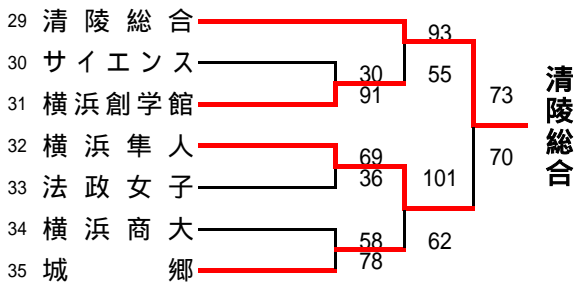 29 清陵総合
30 サイエンス
31 横浜創学館
32 横浜隼人
33 法政女子
34 横浜商大
35 城郷
30
91
69
36
58
78
93
55
101
62
73
70
清陵総合